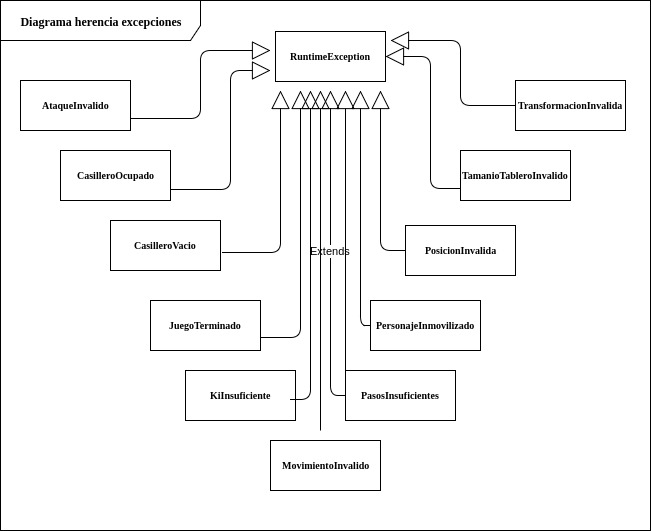 Diagrama herencia excepciones
RuntimeException
AtaqueInvalido
TransformacionInvalida
CasilleroOcupado
TamanioTableroInvalido
CasilleroVacio
PosicionInvalida
Extends
JuegoTerminado
PersonajeInmovilizado
KiInsuficiente
PasosInsuficientes
MovimientoInvalido